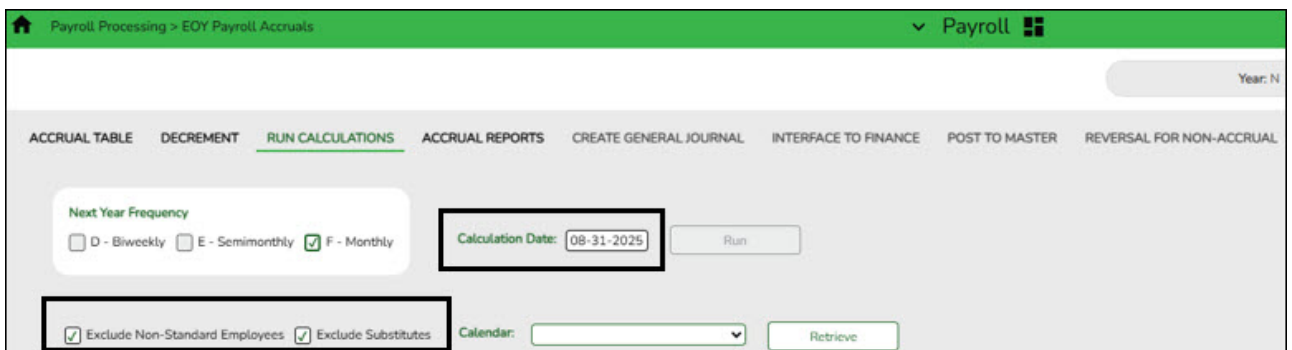 Payroll Processing > EOY Payroll Accruals Payroll
Year: N
ACCRUAL TABLE DECREMENT RUN CALCULATIONS ACCRUAL REPORTS CREATE GENERAL JOURNAL INTERFACE TO FINANCE POST TO MASTER REVERSAL FOR NON-ACCRUAL
Next Year Frequency
D - Biweekly E - Semimonthly F - Monthly Calculation Date: 08-31-2025 Run
Exclude Non-Standard Employees Exclude Substitutes Calendar: Retrieve